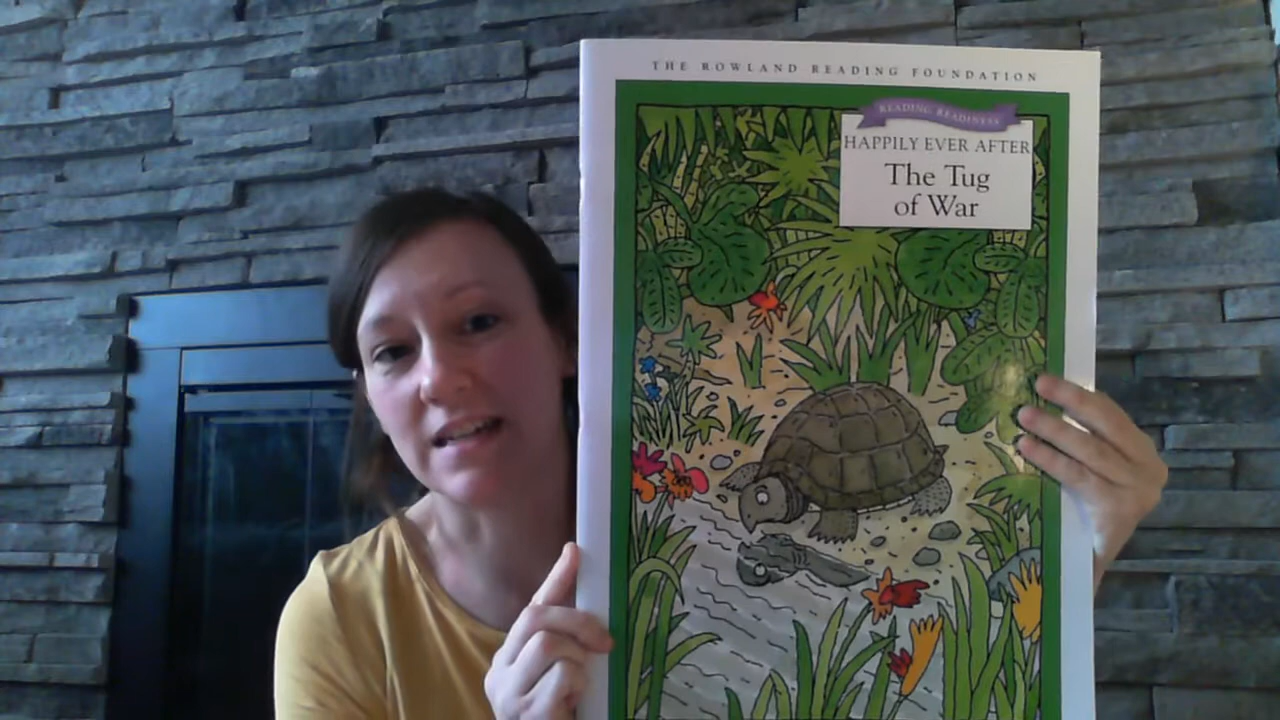 THE ROWLAND READING FOUNDATION
READING READINESS
HAPPILY EVER AFTER
The Tug
of War